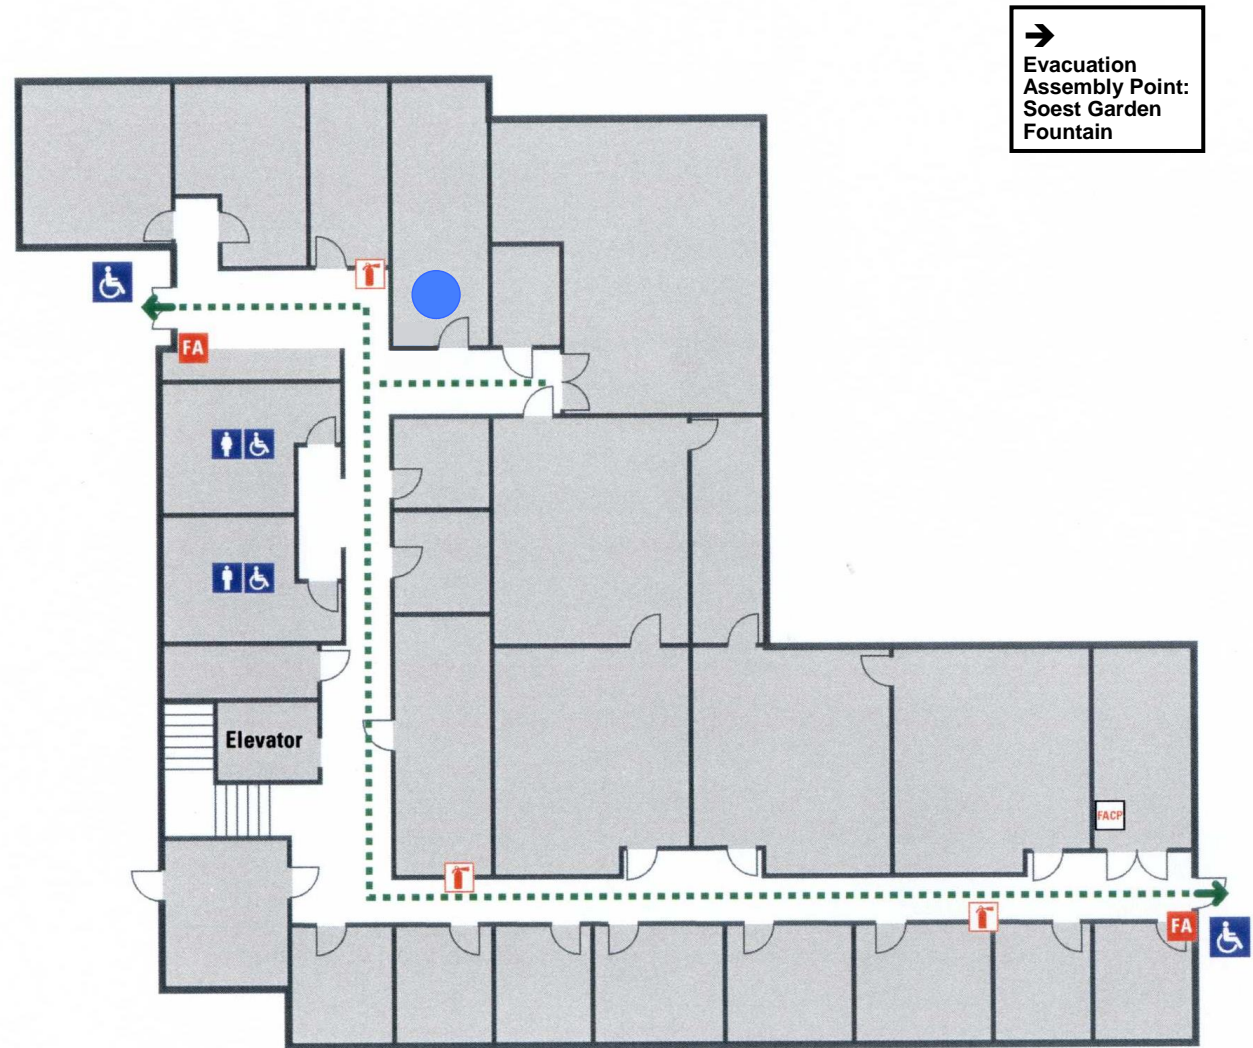 ➔
Evacuation
Assembly Point:
Soest Garden
Fountain
FA
Elevator
FACP
FA